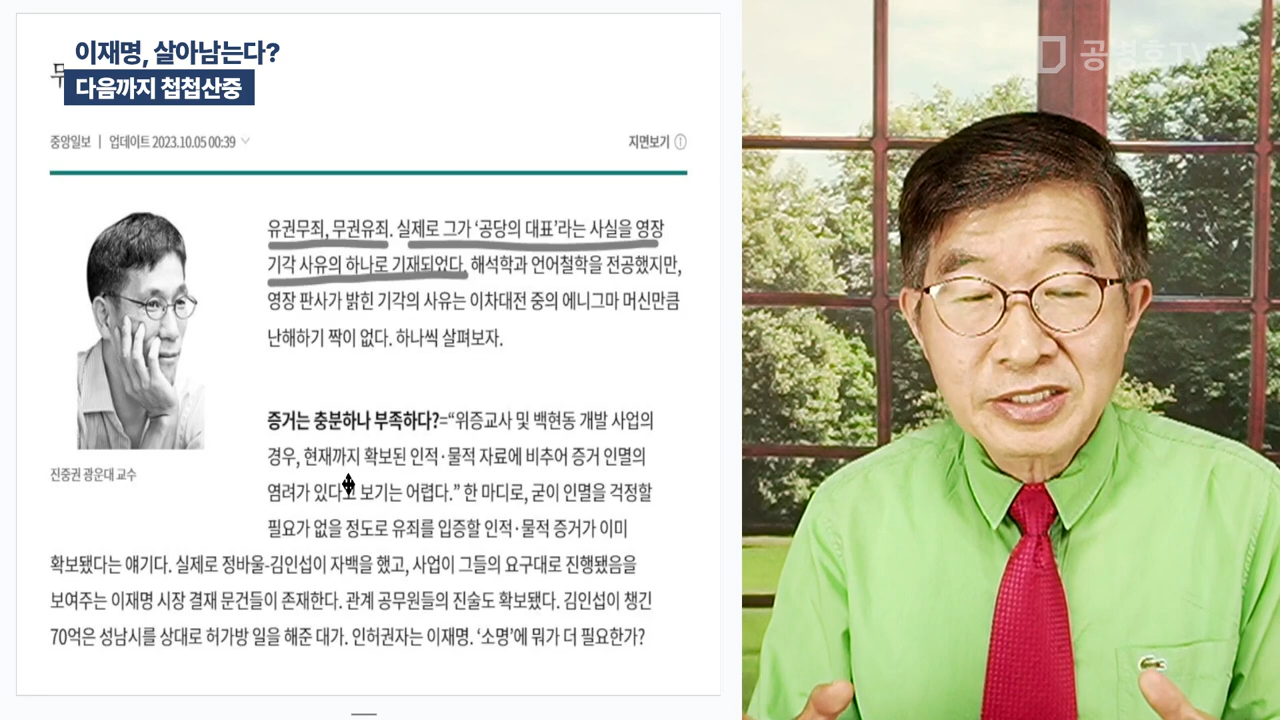 이재명, 살아남는다?
다음까지 첩첩산중
공병호TV
중앙일보 | 업데이트 2023.10.05 00:39
지면보기
유권무죄, 무권유죄. 실제로 그가 ‘공당의 대표’라는 사실을 영장
기각 사유의 하나로 기재되었다. 해석학과 언어철학을 전공했지만,
영장 판사가 밝힌 기각의 사유는 이차대전 중의 에니그마 머신만큼
난해하기 짝이 없다. 하나씩 살펴보자.
진중권 광운대 교수
증거는 충분하나 부족하다?=“위증교사 및 백현동 개발 사업의
경우, 현재까지 확보된 인적·물적 자료에 비추어 증거 인멸의
염려가 있다고 보기는 어렵다.” 한 마디로, 굳이 인멸을 걱정할
필요가 없을 정도로 유죄를 입증할 인적·물적 증거가 이미
확보됐다는 얘기다. 실제로 정바울-김인섭이 자백을 했고, 사업이 그들의 요구대로 진행됐음을
보여주는 이재명 시장 결재 문건들이 존재한다. 관계 공무원들의 진술도 확보됐다. 김인섭이 챙긴
70억은 성남시를 상대로 허가방 일을 해준 대가. 인허권자는 이재명. ‘소명’에 뭐가 더 필요한가?